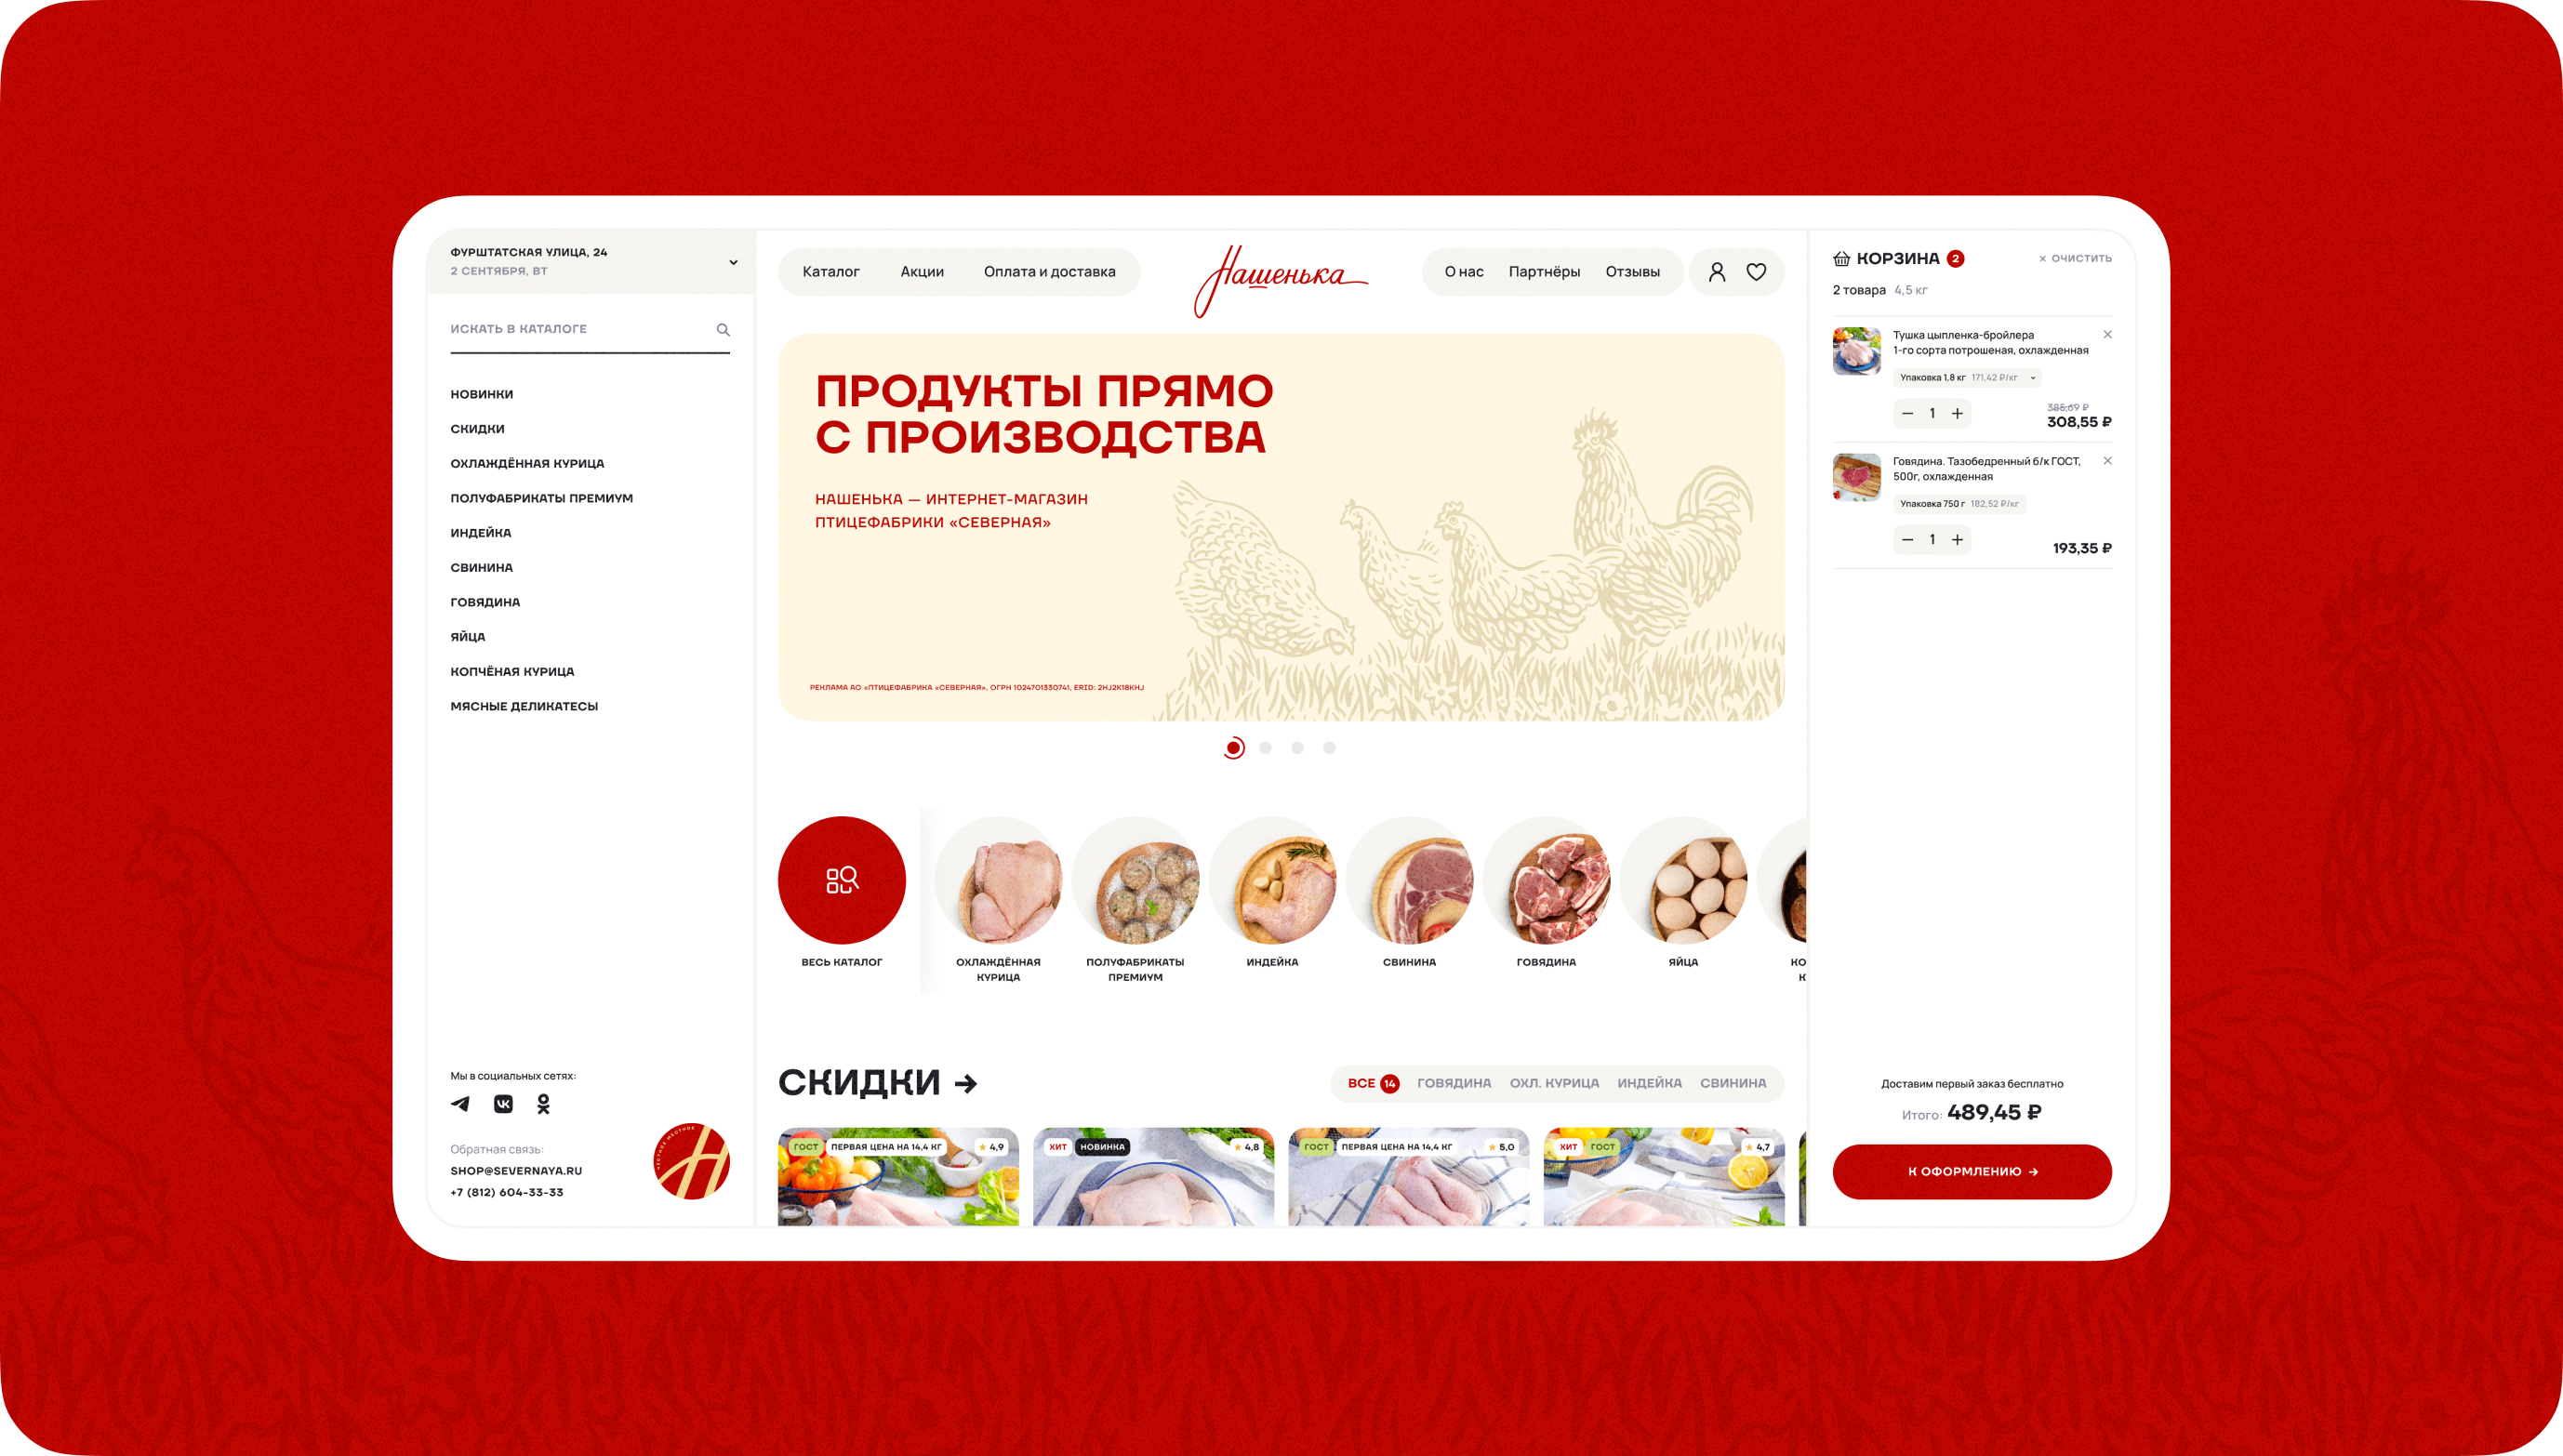 ФУРШТАТСКАЯ УЛИЦА, 24
2 СЕНТЯБРЯ, ВТ
ИСКАТЬ В КАТАЛОГЕ
НОВИНКИ
СКИДКИ
ОХЛАЖДЁННАЯ КУРИЦА
ПОЛУФАБРИКАТЫ ПРЕМИУМ
ИНДЕЙКА
СВИНИНА
ГОВЯДИНА
ЯЙЦА
КОПЧЁНАЯ КУРИЦА
МЯСНЫЕ ДЕЛИКАТЕСЫ
Мы в социальных сетях:
Обратная связь:
SHOP@SEVERNAYA.RU
+7 (812) 604-33-33
ЧЕСТНОЕ МЕСТНОЕ
Каталог Акции Оплата и доставка
Нашенька
О нас Партнёры Отзывы
ПРОДУКТЫ ПРЯМО
С ПРОИЗВОДСТВА
НАШЕНЬКА — ИНТЕРНЕТ-МАГАЗИН
ПТИЦЕФАБРИКИ «СЕВЕРНАЯ»
РЕКЛАМА АО «ПТИЦЕФАБРИКА «СЕВЕРНАЯ», ОГРН 1024701330741, ERID: 2HJ2K18KHJ
ВЕСЬ КАТАЛОГ
ОХЛАЖДЁННАЯ
КУРИЦА
ПОЛУФАБРИКАТЫ
ПРЕМИУМ
ИНДЕЙКА
СВИНИНА
ГОВЯДИНА
ЯЙЦА
КО
К
СКИДКИ →
ВСЕ 14 ГОВЯДИНА ОХЛ. КУРИЦА ИНДЕЙКА СВИНИНА
ГОСТ ПЕРВАЯ ЦЕНА НА 14,4 КГ 4,9
ХИТ НОВИНКА 4,8
ГОСТ ПЕРВАЯ ЦЕНА НА 14,4 КГ 5,0
ХИТ ГОСТ 4,7
КОРЗИНА 2 × ОЧИСТИТЬ
2 товара 4,5 кг
Тушка цыпленка-бройлера
1-го сорта потрошеная, охлажденная
Упаковка 1,8 кг 171,42 ₽/кг
385,69 ₽
— 1 + 308,55 ₽
Говядина. Тазобедренный б/к ГОСТ,
500г, охлажденная
Упаковка 750 г 182,52 ₽/кг
— 1 + 193,35 ₽
Доставим первый заказ бесплатно
Итого: 489,45 ₽
К ОФОРМЛЕНИЮ →